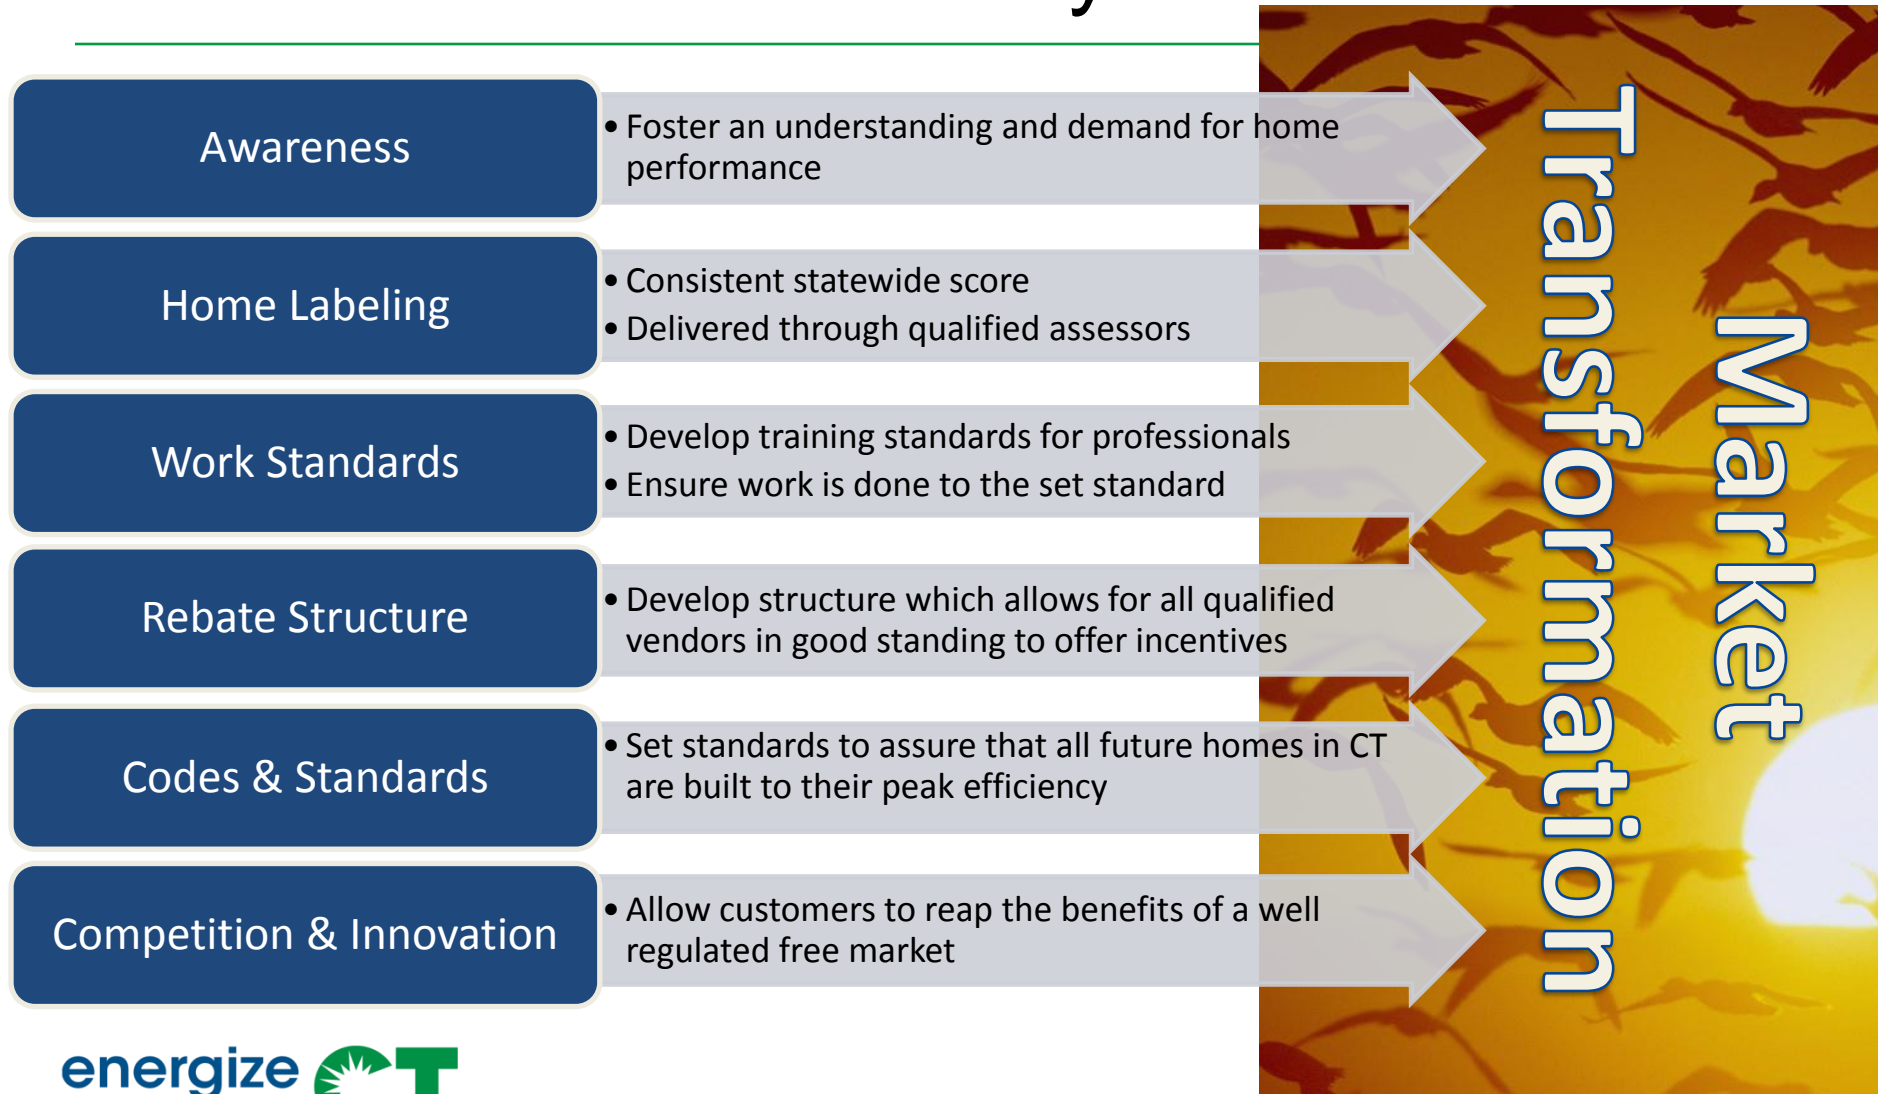 Awareness
• Foster an understanding and demand for home
performance
Home Labeling
• Consistent statewide score
• Delivered through qualified assessors
Work Standards
• Develop training standards for professionals
• Ensure work is done to the set standard
Rebate Structure
• Develop structure which allows for all qualified
vendors in good standing to offer incentives
Codes & Standards
• Set standards to assure that all future homes in CT
are built to their peak efficiency
Competition & Innovation
• Allow customers to reap the benefits of a well
regulated free market
Market
Transformation
energize CT